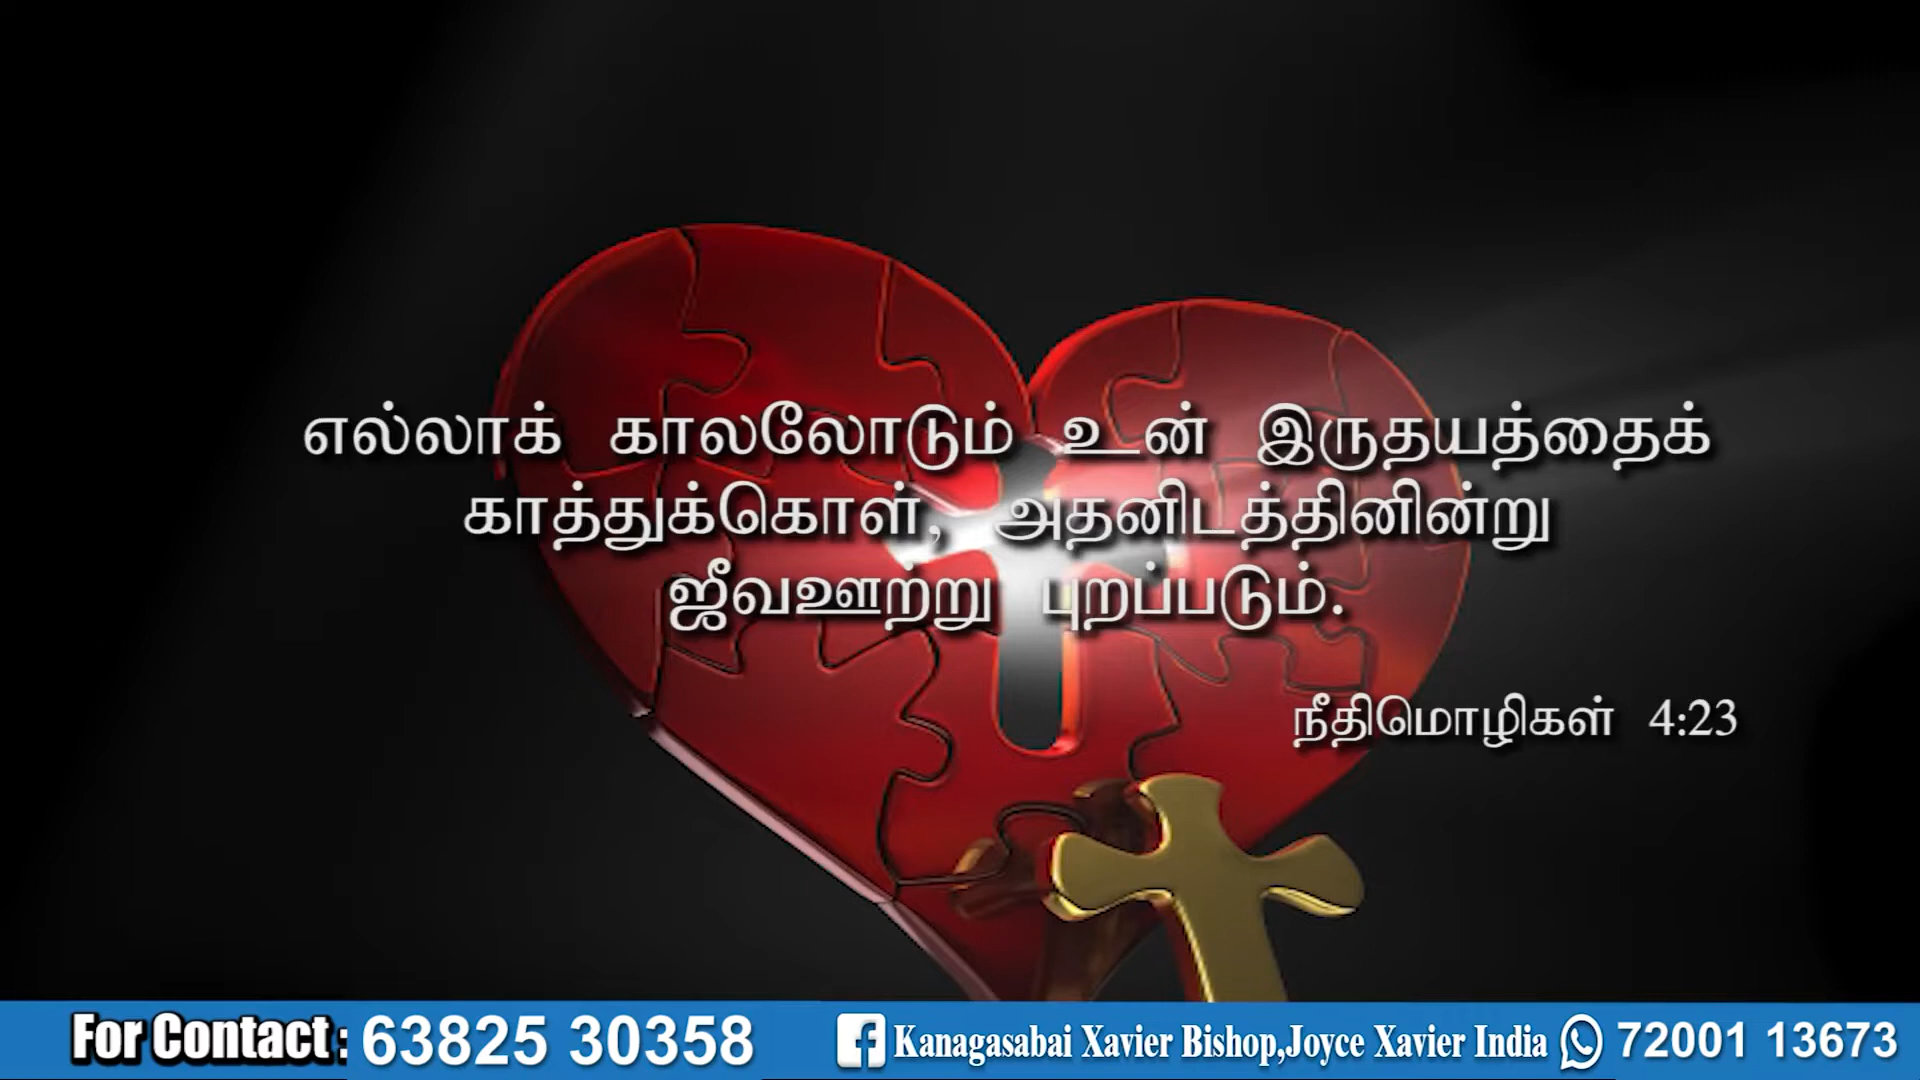 எல்லாக் காலலோடும் உன் இருதயத்தைக்
காத்துக்கொள், அதனிடத்தினின்று
ஜீவஊற்று புறப்படும்.
நீதிமொழிகள் 4:23
For Contact : 63825 30358 Kanagasabai Xavier Bishop,Joyce Xavier India 72001 13673